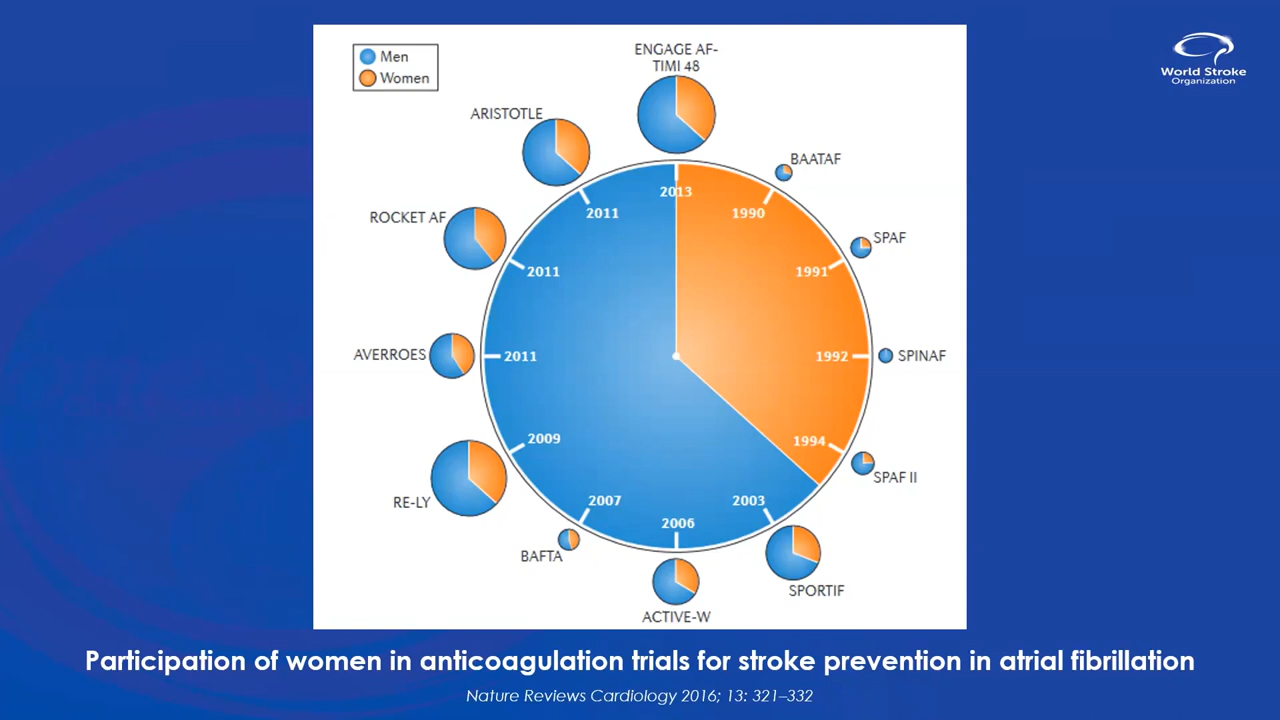 Men
Women
World Stroke
Organization
ENGAGE AF-
TIMI 48
2013
BAATAF
1990
SPAF
1991
SPINAF
1992
SPAF II
1994
SPORTIF
2003
ACTIVE-W
2006
BAFTA
2007
RE-LY
2009
AVERROES
2011
ROCKET AF
2011
ARISTOTLE
2011
Participation of women in anticoagulation trials for stroke prevention in atrial fibrillation
Nature Reviews Cardiology 2016; 13: 321–332